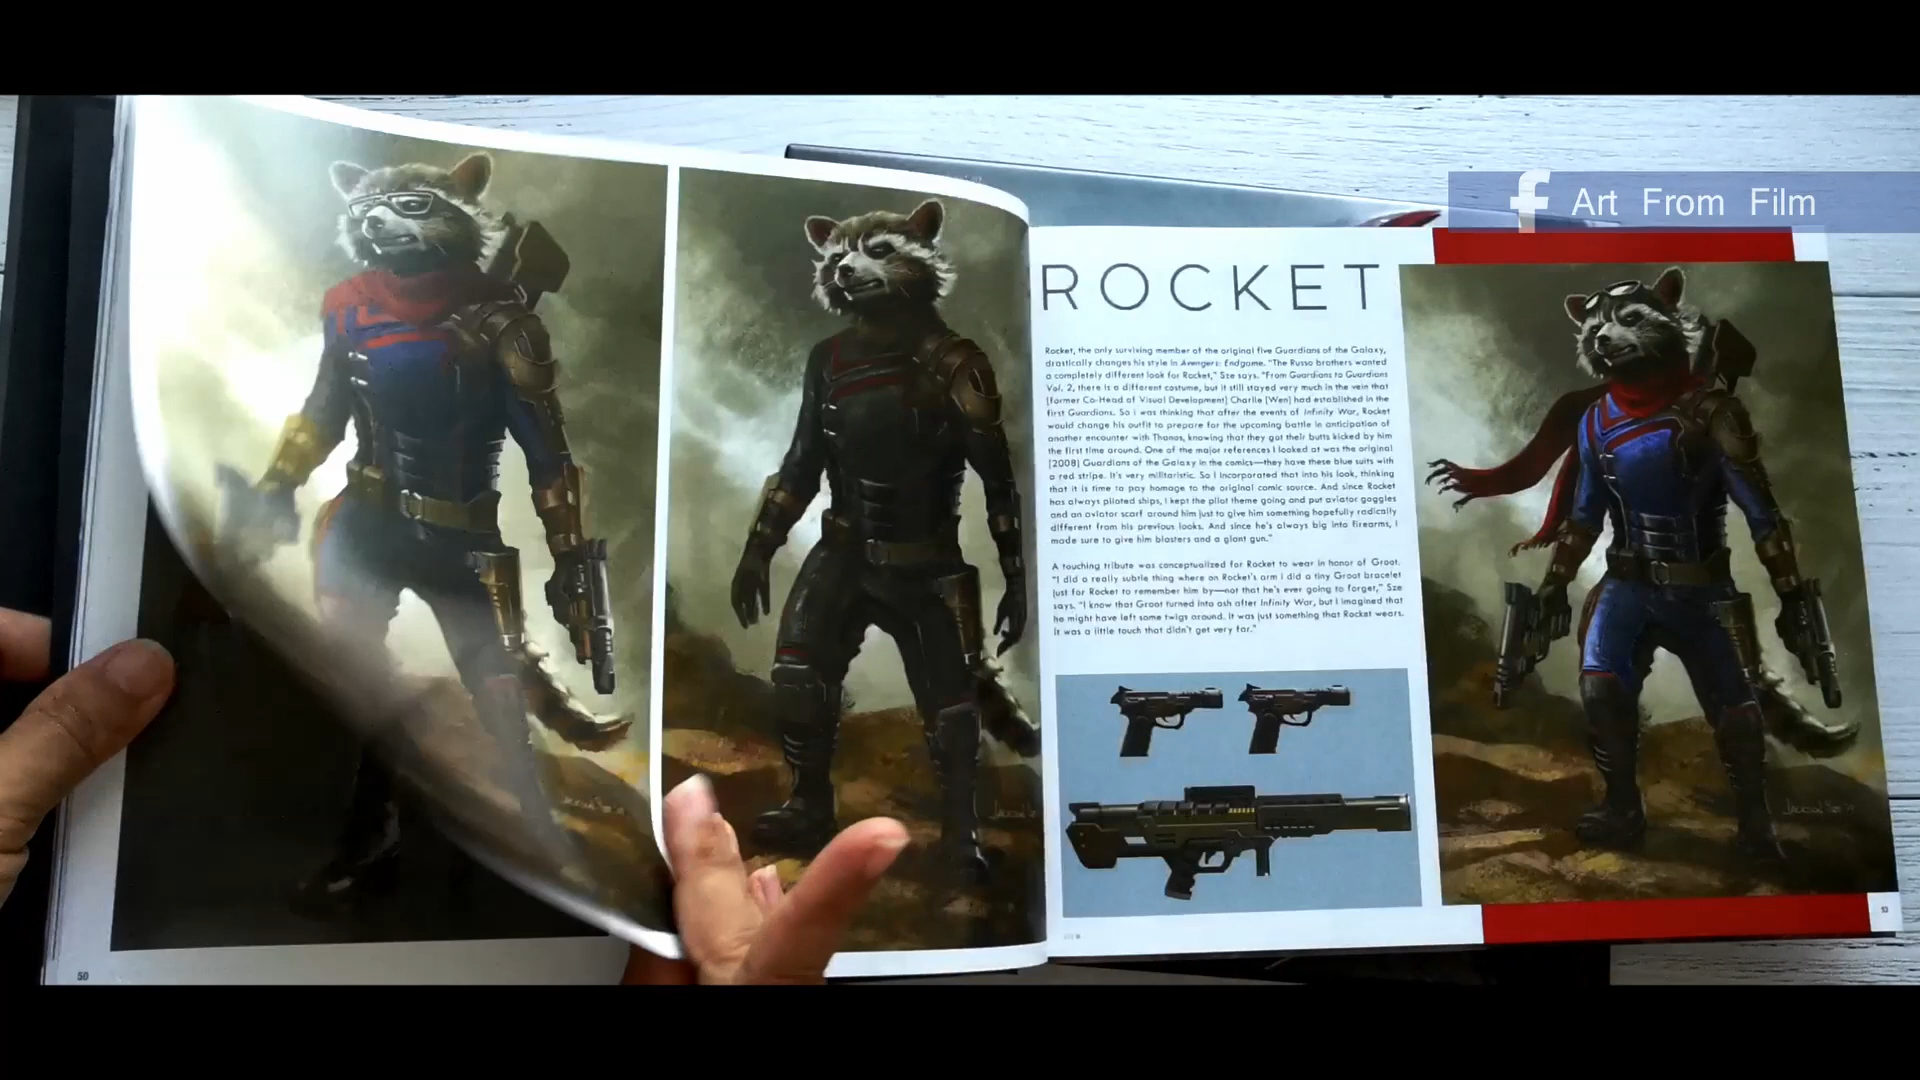 f Art From Film
ROCKET
Rocket, the only surviving member of the original five Guardians of the Galaxy,
drastically changes his style in Avengers: Endgame. "The Russo brothers wanted
a completely different look for Rocket," Sze says. "From Guardians to Guardians
Vol. 2, there is a different costume, but it still stayed very much in the vein that
[former Co-Head of Visual Development] Charlie [Wen] had established in the
first Guardians. So I was thinking that after the events of Infinity War, Rocket
would change his outfit to prepare for the upcoming battle in anticipation of
another encounter with Thanos, knowing that they got their butts kicked by him
the first time around. One of the major references I looked at was the original
[2008] Guardians of the Galaxy in the comics—they have these blue suits with
a red stripe. It's very militaristic. So I incorporated that into his look, thinking
that it is time to pay homage to the original comic source. And since Rocket
has always piloted ships, I kept the pilot theme going and put aviator goggles
and an aviator scarf around him just to give him something hopefully radically
different from his previous looks. And since he's always big into firearms, I
made sure to give him blasters and a giant gun."
A touching tribute was conceptualized for Rocket to wear in honor of Groot.
"I did a really subtle thing where on Rocket's arm I did a tiny Groot bracelet
just for Rocket to remember him by—not that he's ever going to forget," Sze
says. "I know that Groot turned into ash after Infinity War, but I imagined that
he might have left some twigs around. It was just something that Rocket wears.
It was a little touch that didn't get very far."
50
53